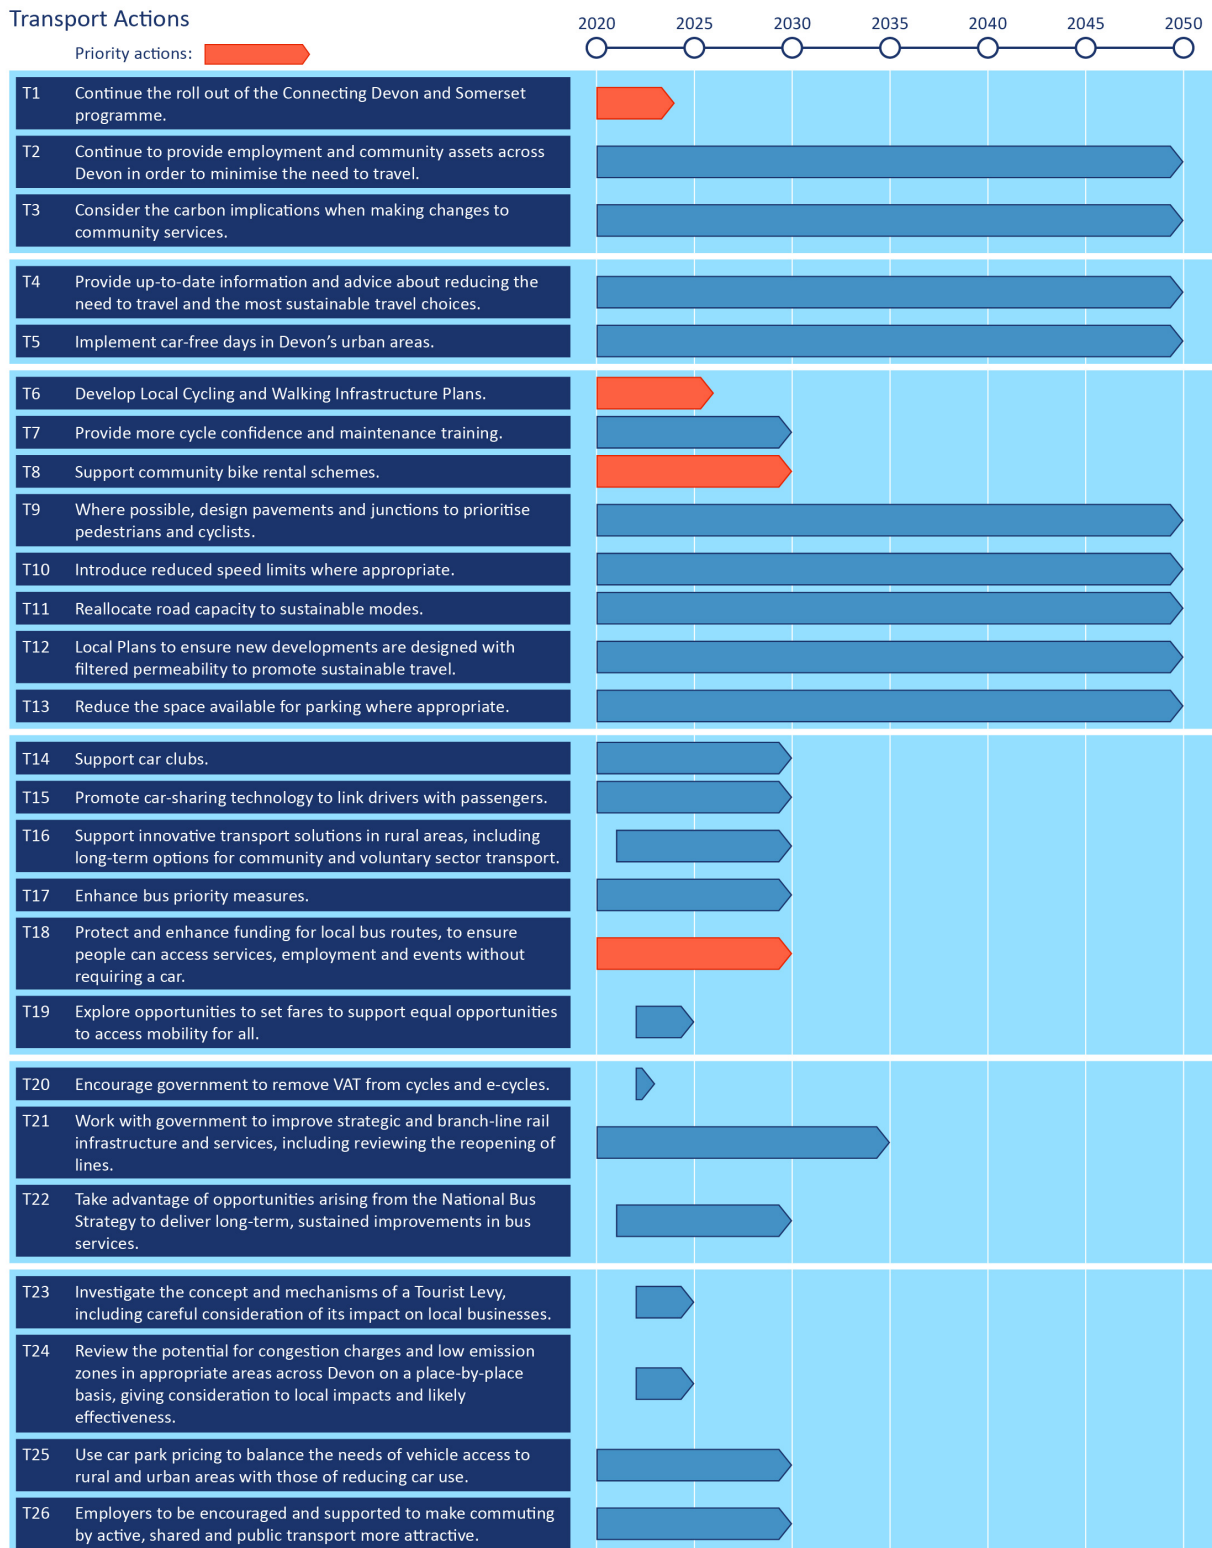 Transport Actions
Priority actions:
2020 2025 2030 2035 2040 2045 2050
T1 Continue the roll out of the Connecting Devon and Somerset
programme.
T2 Continue to provide employment and community assets across
Devon in order to minimise the need to travel.
T3 Consider the carbon implications when making changes to
community services.
T4 Provide up-to-date information and advice about reducing the
need to travel and the most sustainable travel choices.
T5 Implement car-free days in Devon’s urban areas.
T6 Develop Local Cycling and Walking Infrastructure Plans.
T7 Provide more cycle confidence and maintenance training.
T8 Support community bike rental schemes.
T9 Where possible, design pavements and junctions to prioritise
pedestrians and cyclists.
T10 Introduce reduced speed limits where appropriate.
T11 Reallocate road capacity to sustainable modes.
T12 Local Plans to ensure new developments are designed with
filtered permeability to promote sustainable travel.
T13 Reduce the space available for parking where appropriate.
T14 Support car clubs.
T15 Promote car-sharing technology to link drivers with passengers.
T16 Support innovative transport solutions in rural areas, including
long-term options for community and voluntary sector transport.
T17 Enhance bus priority measures.
T18 Protect and enhance funding for local bus routes, to ensure
people can access services, employment and events without
requiring a car.
T19 Explore opportunities to set fares to support equal opportunities
to access mobility for all.
T20 Encourage government to remove VAT from cycles and e-cycles.
T21 Work with government to improve strategic and branch-line rail
infrastructure and services, including reviewing the reopening of
lines.
T22 Take advantage of opportunities arising from the National Bus
Strategy to deliver long-term, sustained improvements in bus
services.
T23 Investigate the concept and mechanisms of a Tourist Levy,
including careful consideration of its impact on local businesses.
T24 Review the potential for congestion charges and low emission
zones in appropriate areas across Devon on a place-by-place
basis, giving consideration to local impacts and likely
effectiveness.
T25 Use car park pricing to balance the needs of vehicle access to
rural and urban areas with those of reducing car use.
T26 Employers to be encouraged and supported to make commuting
by active, shared and public transport more attractive.